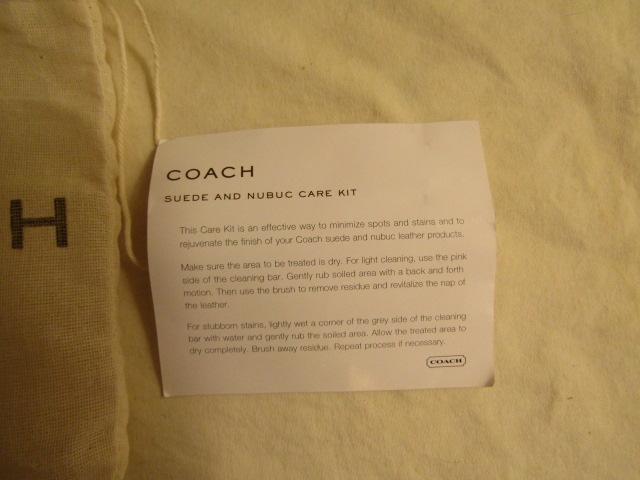 H
COACH
SUEDE AND NUBUC CARE KIT
This Care Kit is an effective way to minimize spots and stains and to
rejuvenate the finish of your Coach suede and nubuc leather products.
Make sure the area to be treated is dry. For light cleaning, use the pink
side of the cleaning bar. Gently rub soiled area with a back and forth
motion. Then use the brush to remove residue and revitalize the nap of
the leather.
For stubborn stains, lightly wet a corner of the grey side of the cleaning
bar with water and gently rub the soiled area. Allow the treated area to
dry completely. Brush away residue. Repeat process if necessary.
COACH